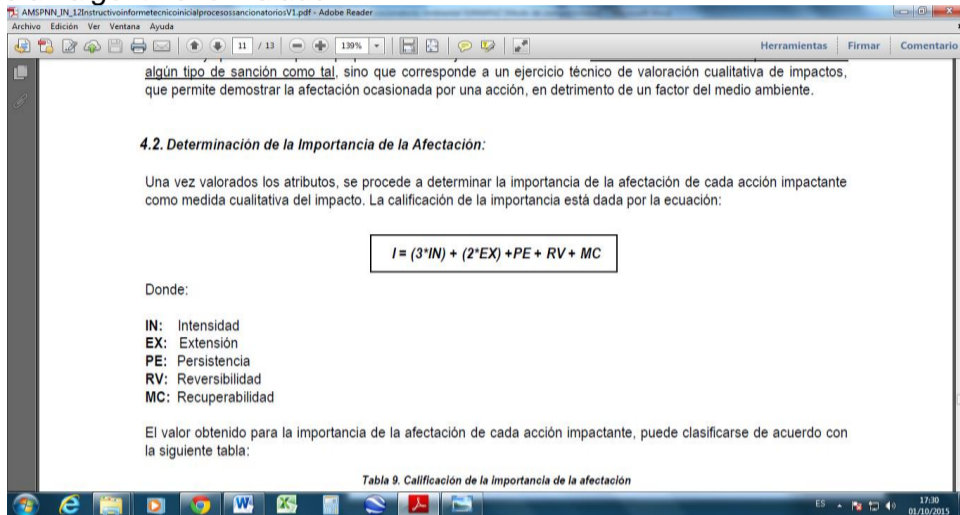 AMSPNN_IN_12InstructivoinformetecnicoinicialprocesossancionatoriosV1.pdf - Adobe Reader
Archivo Edición Ver Ventana Ayuda
11 / 13 139% Herramientas Firmar Comentario
algún tipo de sanción como tal, sino que corresponde a un ejercicio técnico de valoración cualitativa de impactos,
que permite demostrar la afectación ocasionada por una acción, en detrimento de un factor del medio ambiente.
4.2. Determinación de la Importancia de la Afectación:
Una vez valorados los atributos, se procede a determinar la importancia de la afectación de cada acción impactante
como medida cualitativa del impacto. La calificación de la importancia está dada por la ecuación:
I = (3*IN) + (2*EX) +PE + RV + MC
Donde:
IN: Intensidad
EX: Extensión
PE: Persistencia
RV: Reversibilidad
MC: Recuperabilidad
El valor obtenido para la importancia de la afectación de cada acción impactante, puede clasificarse de acuerdo con
la siguiente tabla:
Tabla 9. Calificación de la Importancia de la afectación
ES 17:30
01/10/2015